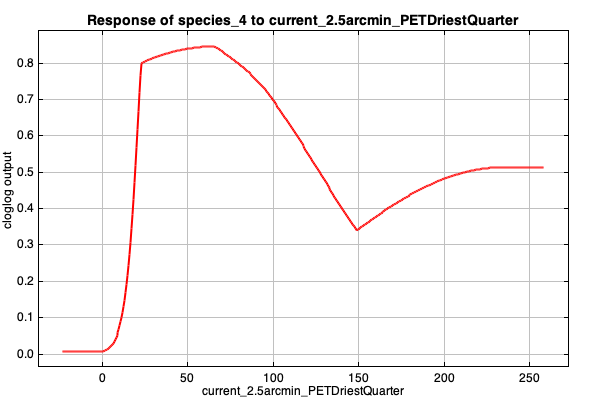 Response of species_4 to current_2.5arcmin_PETDriestQuarter
cloglog output
0.8
0.7
0.6
0.5
0.4
0.3
0.2
0.1
0.0
0 50 100 150 200 250
current_2.5arcmin_PETDriestQuarter